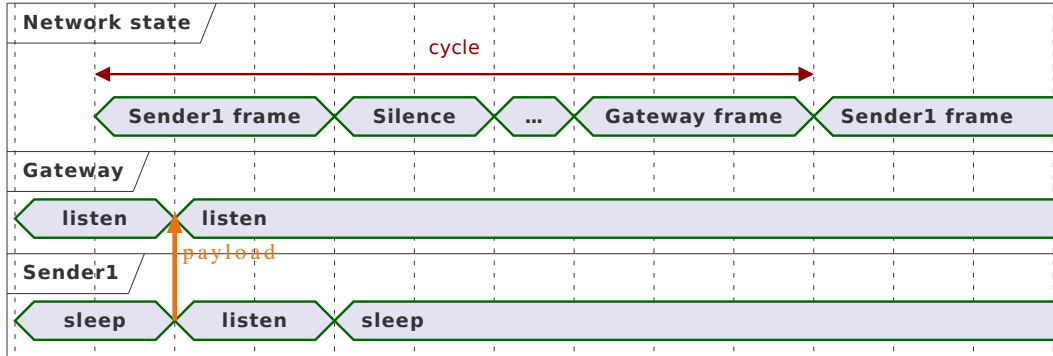 Network state
cycle
Sender1 frame Silence ... Gateway frame Sender1 frame
Gateway
listen listen
payload
Sender1
sleep listen sleep